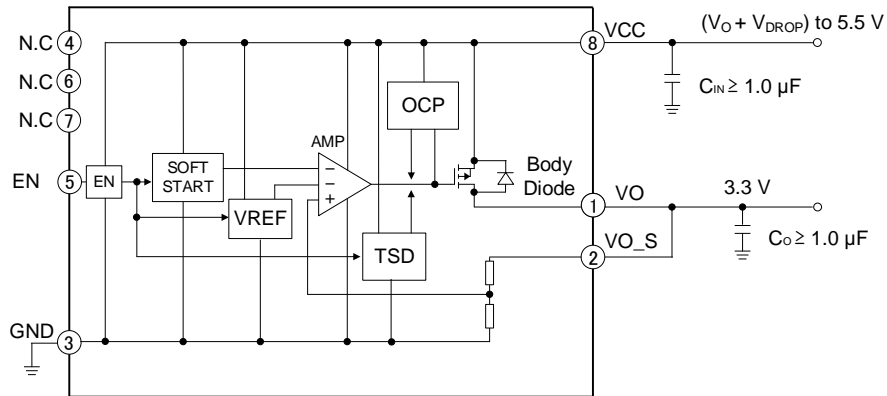 N.C 4
8 VCC
(VO + VDROP) to 5.5 V
N.C 6
CIN ≥ 1.0 µF
OCP
N.C 7
AMP
EN 5
EN
SOFT
START
−
−
+
Body
Diode
VREF
1 VO
3.3 V
TSD
2 VO_S
CO ≥ 1.0 µF
GND 3